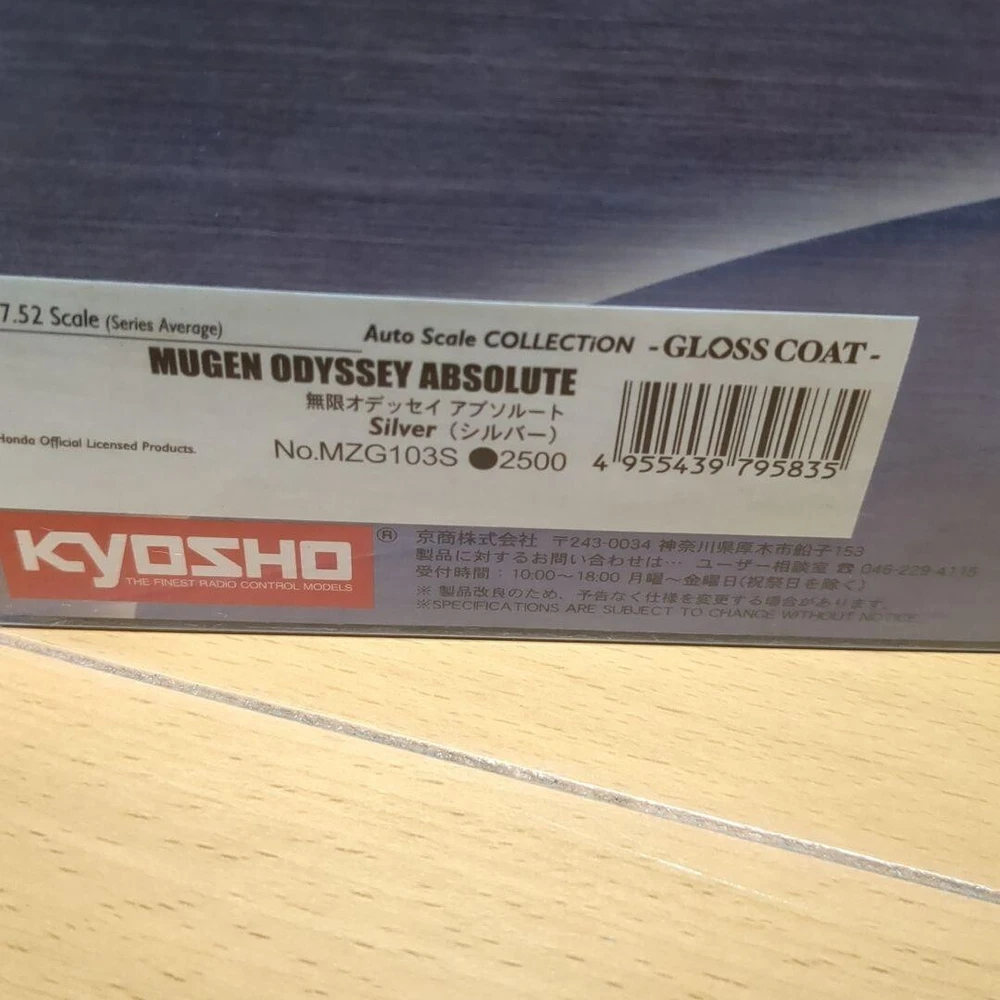 7.52 Scale (Series Average)
Auto Scale COLLECTiON -GLOSS COAT-
MUGEN ODYSSEY ABSOLUTE
無限オデッセイ アブソルート
Silver (シルバー)
Honda Official Licensed Products.
No.MZG103S ●2500
4 955439 795835
KYOSHO ®
THE FINEST RADIO CONTROL MODELS
京商株式会社 〒243-0034 神奈川県厚木市船子153
製品に対するお問い合わせは… ユーザー相談室 ☎ 046-229-4115
受付時間：10:00〜18:00 月曜〜金曜日(祝祭日を除く)
※ 製品改良のため、予告なく仕様を変更する場合があります。
※SPECIFICATIONS ARE SUBJECT TO CHANGE WITHOUT NOTICE